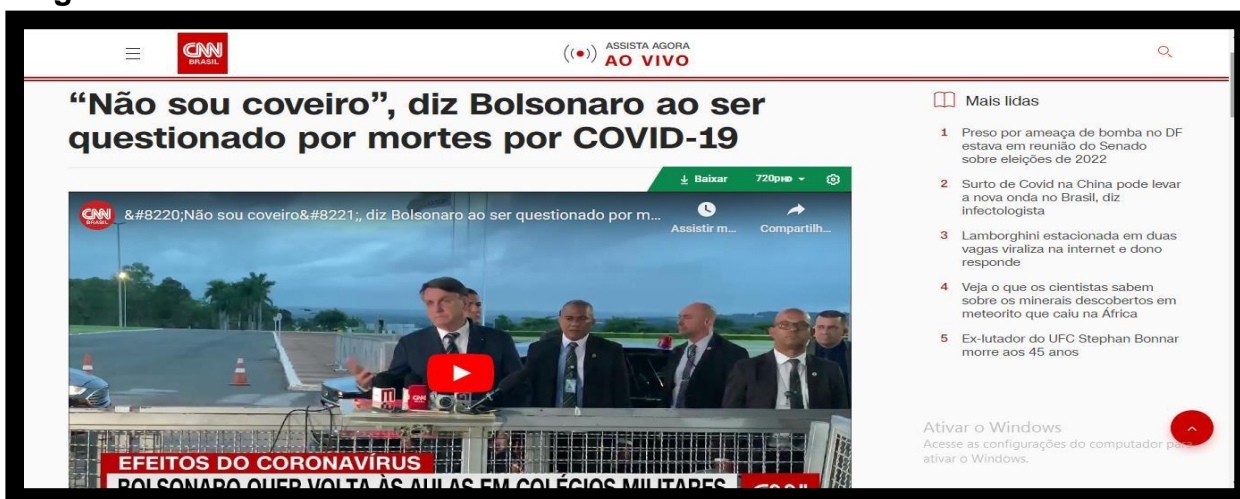 CNN
BRASIL
ASSISTA AGORA
AO VIVO
“Não sou coveiro”, diz Bolsonaro ao ser
questionado por mortes por COVID-19
Baixar 720p HD
CNN
BRASIL
&#8220;Não sou coveiro&#8221;, diz Bolsonaro ao ser questionado por m...
Assistir m... Compartilh...
CNN
EFEITOS DO CORONAVÍRUS
BOLSONARO QUER VOLTA ÀS AULAS EM COLÉGIOS MILITARES
CNN
Mais lidas
1 Preso por ameaça de bomba no DF
estava em reunião do Senado
sobre eleições de 2022
2 Surto de Covid na China pode levar
a nova onda no Brasil, diz
infectologista
3 Lamborghini estacionada em duas
vagas viraliza na internet e dono
responde
4 Veja o que os cientistas sabem
sobre os minerais descobertos em
meteorito que caiu na África
5 Ex-lutador do UFC Stephan Bonnar
morre aos 45 anos
Ativar o Windows
Acesse as configurações do computador para
ativar o Windows.